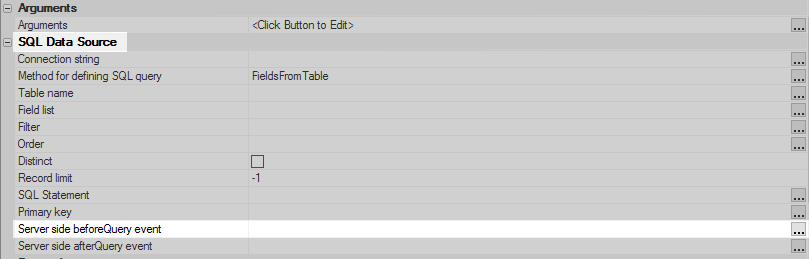 Arguments
Arguments <Click Button to Edit> ...
SQL Data Source
Connection string ...
Method for defining SQL query FieldsFromTable ...
Table name ...
Field list ...
Filter ...
Order ...
Distinct
Record limit -1
SQL Statement ...
Primary key ...
Server side beforeQuery event ...
Server side afterQuery event ...